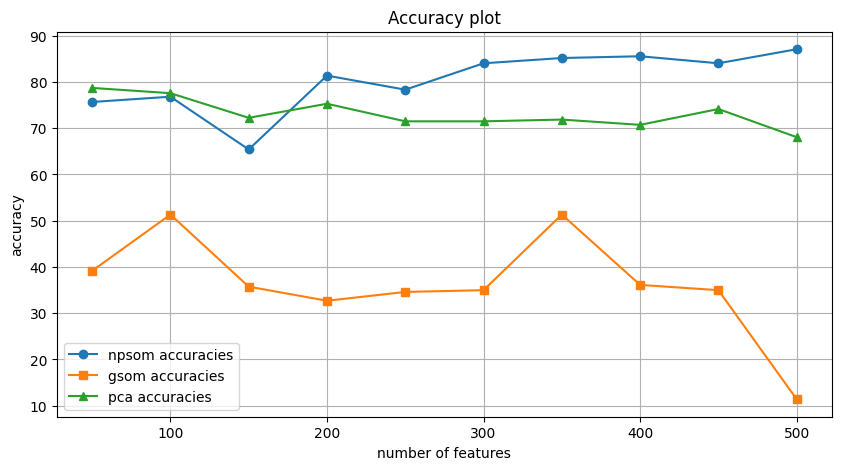 Accuracy plot
accuracy
90
80
70
60
50
40
30
20
10
npsom accuracies
gsom accuracies
pca accuracies
100 200 300 400 500
number of features